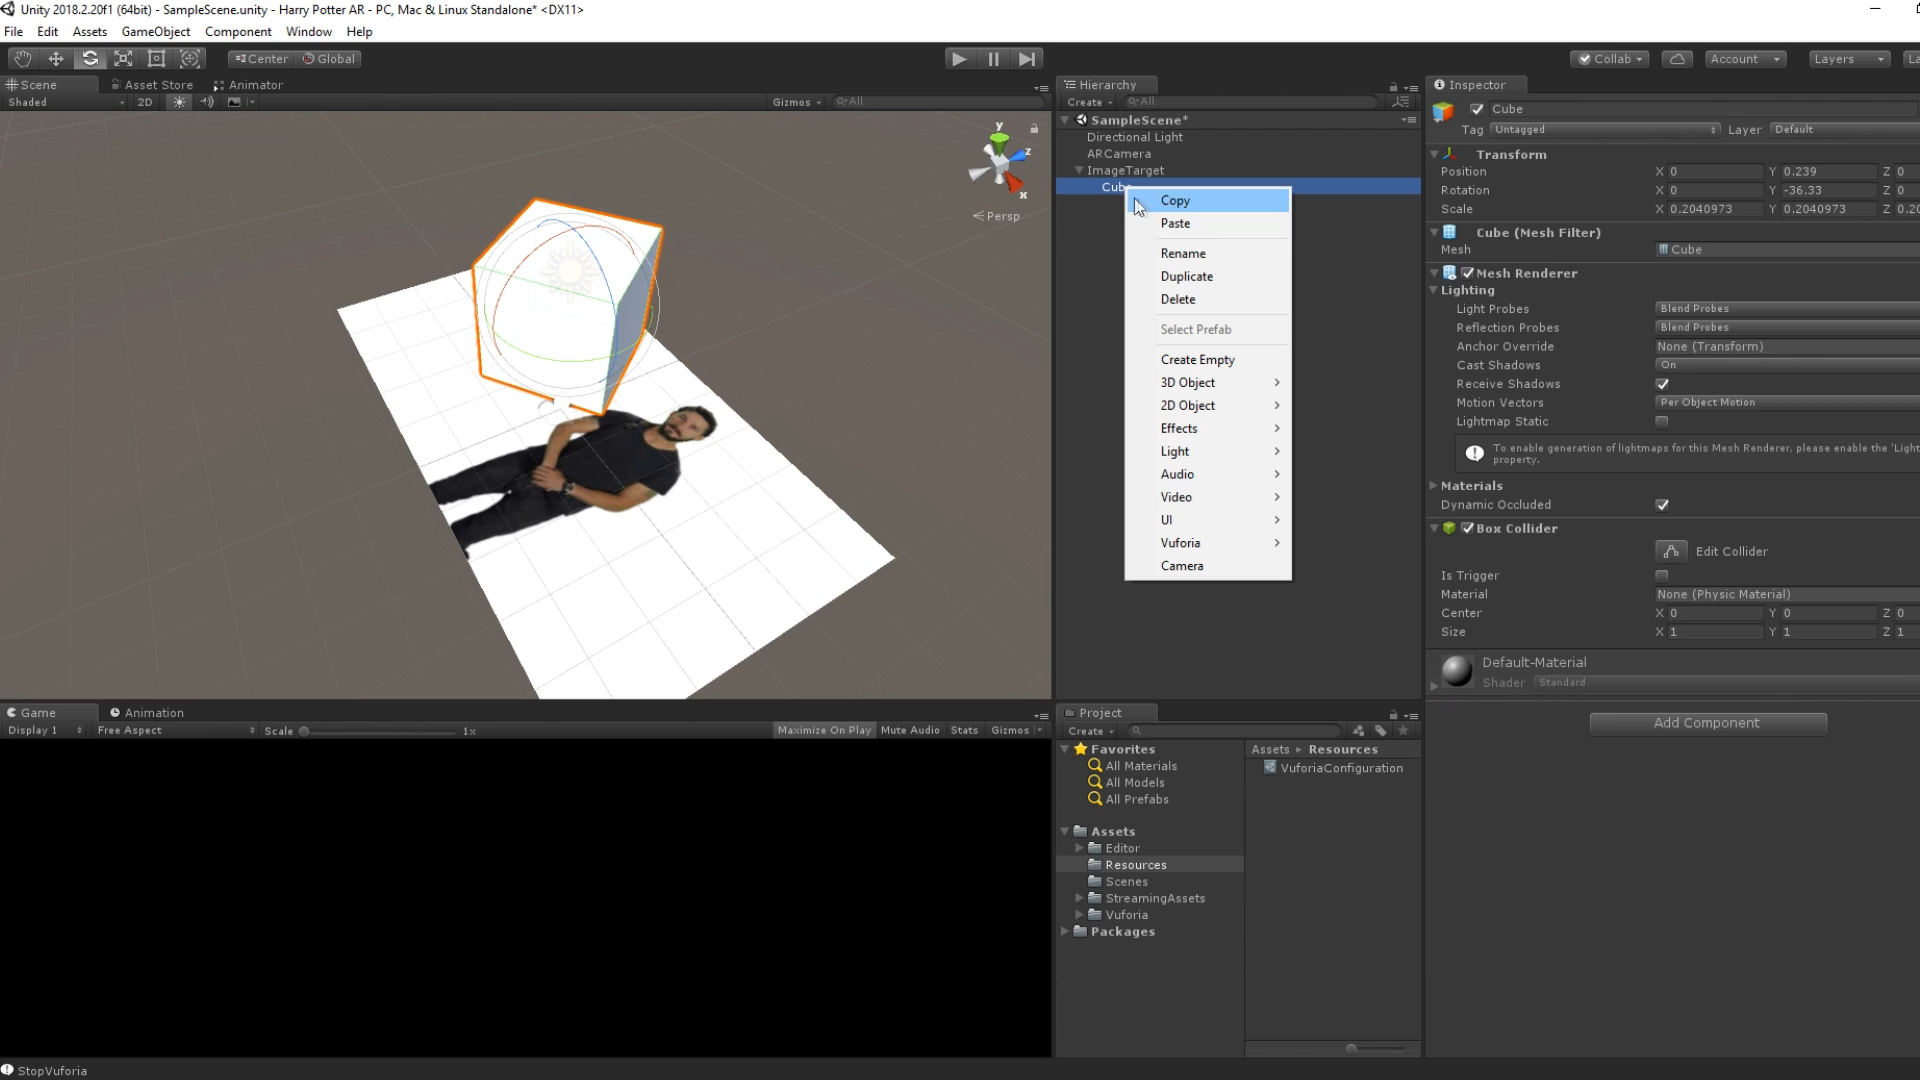 Unity 2018.2.20f1 (64bit) - SampleScene.unity - Harry Potter AR - PC, Mac & Linux Standalone* <DX11>
File Edit Assets GameObject Component Window Help
Center Global Collab Account Layers La
Scene Asset Store Animator
Shaded 2D Gizmos All
y
z
x
Persp
Hierarchy
Create All
SampleScene*
Directional Light
ARCamera
ImageTarget
Cube
Copy
Paste
Rename
Duplicate
Delete
Select Prefab
Create Empty
3D Object
2D Object
Effects
Light
Audio
Video
UI
Vuforia
Camera
Inspector
Cube
Tag Untagged Layer Default
Transform
Position X 0 Y 0.239 Z 0
Rotation X 0 Y -36.33 Z 0
Scale X 0.2040973 Y 0.2040973 Z 0.20
Cube (Mesh Filter)
Mesh Cube
Mesh Renderer
Lighting
Light Probes Blend Probes
Reflection Probes Blend Probes
Anchor Override None (Transform)
Cast Shadows On
Receive Shadows
Motion Vectors Per Object Motion
Lightmap Static
To enable generation of lightmaps for this Mesh Renderer, please enable the 'Light
property.
Materials
Dynamic Occluded
Box Collider
Edit Collider
Is Trigger
Material None (Physic Material)
Center X 0 Y 0 Z 0
Size X 1 Y 1 Z 1
Default-Material
Shader Standard
Add Component
Game Animation
Display 1 Free Aspect Scale 1x Maximize On Play Mute Audio Stats Gizmos
Project
Create
Favorites
All Materials
All Models
All Prefabs
Assets
Editor
Resources
Scenes
StreamingAssets
Vuforia
Packages
Assets Resources
VuforiaConfiguration
StopVuforia